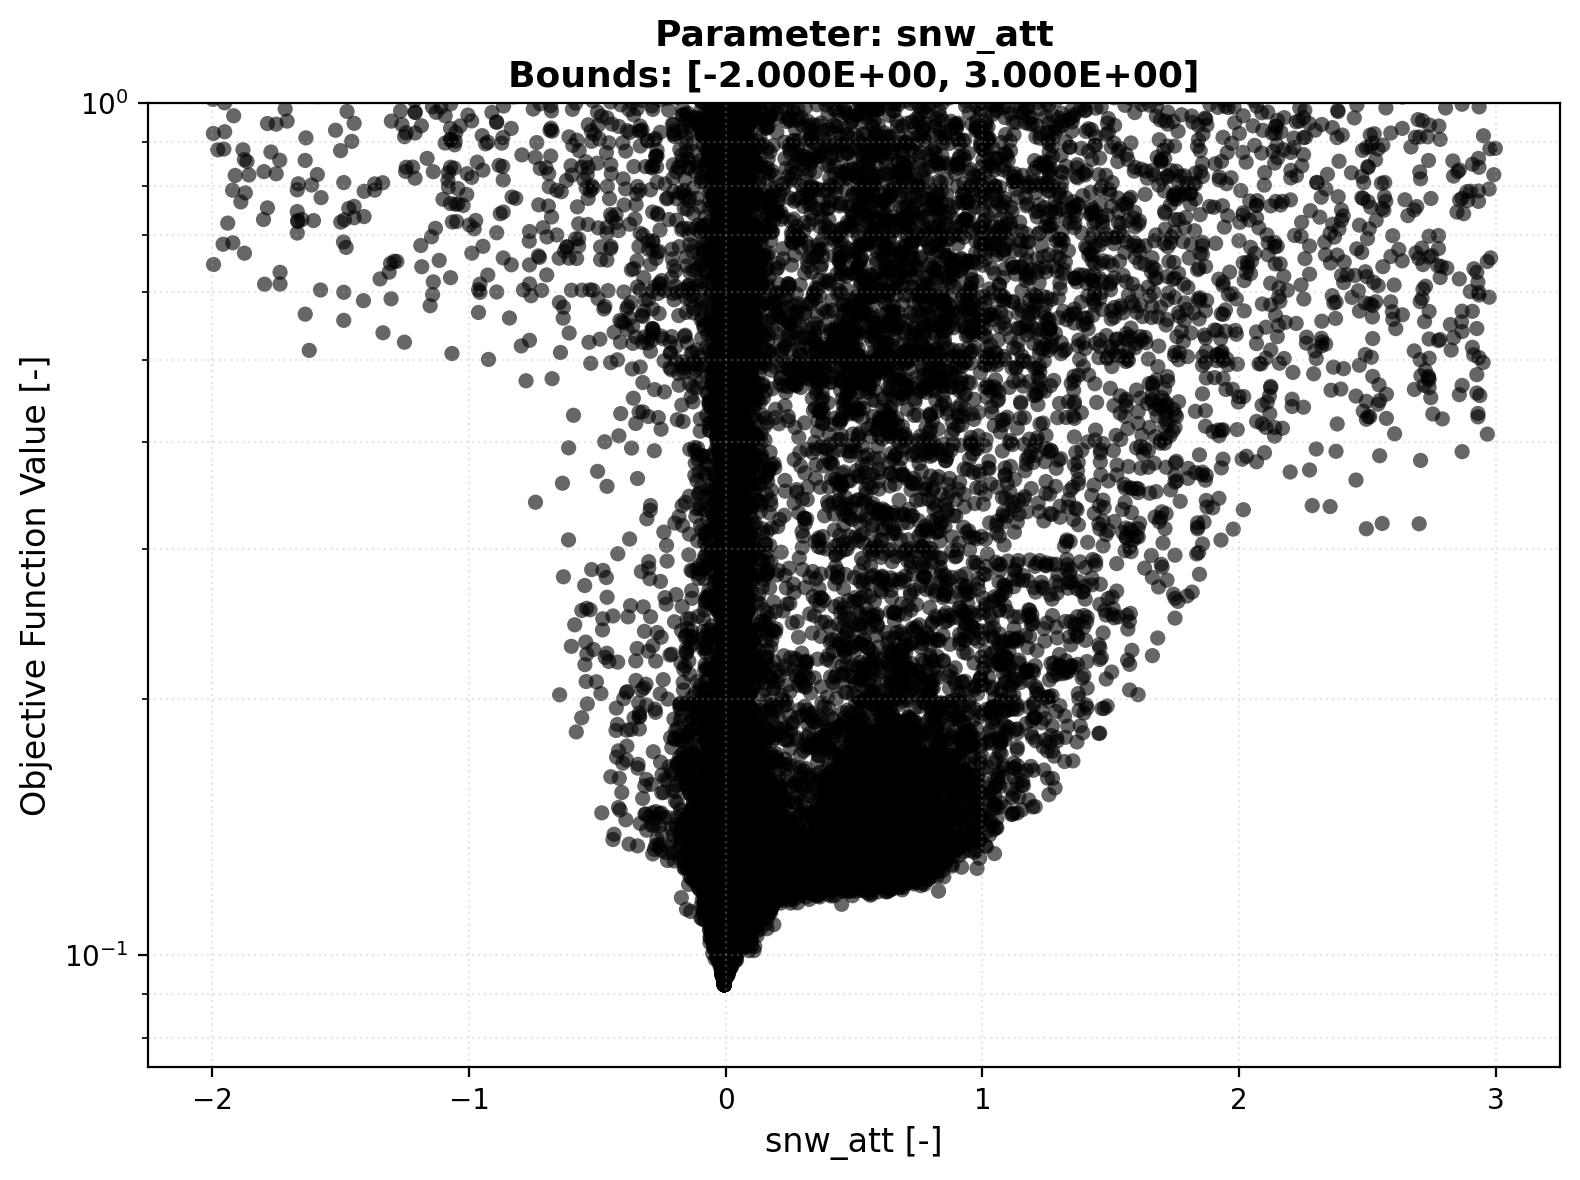 Parameter: snw_att
Bounds: [-2.000E+00, 3.000E+00]
Objective Function Value [-]
10⁰
10⁻¹
−2 −1 0 1 2 3
snw_att [-]